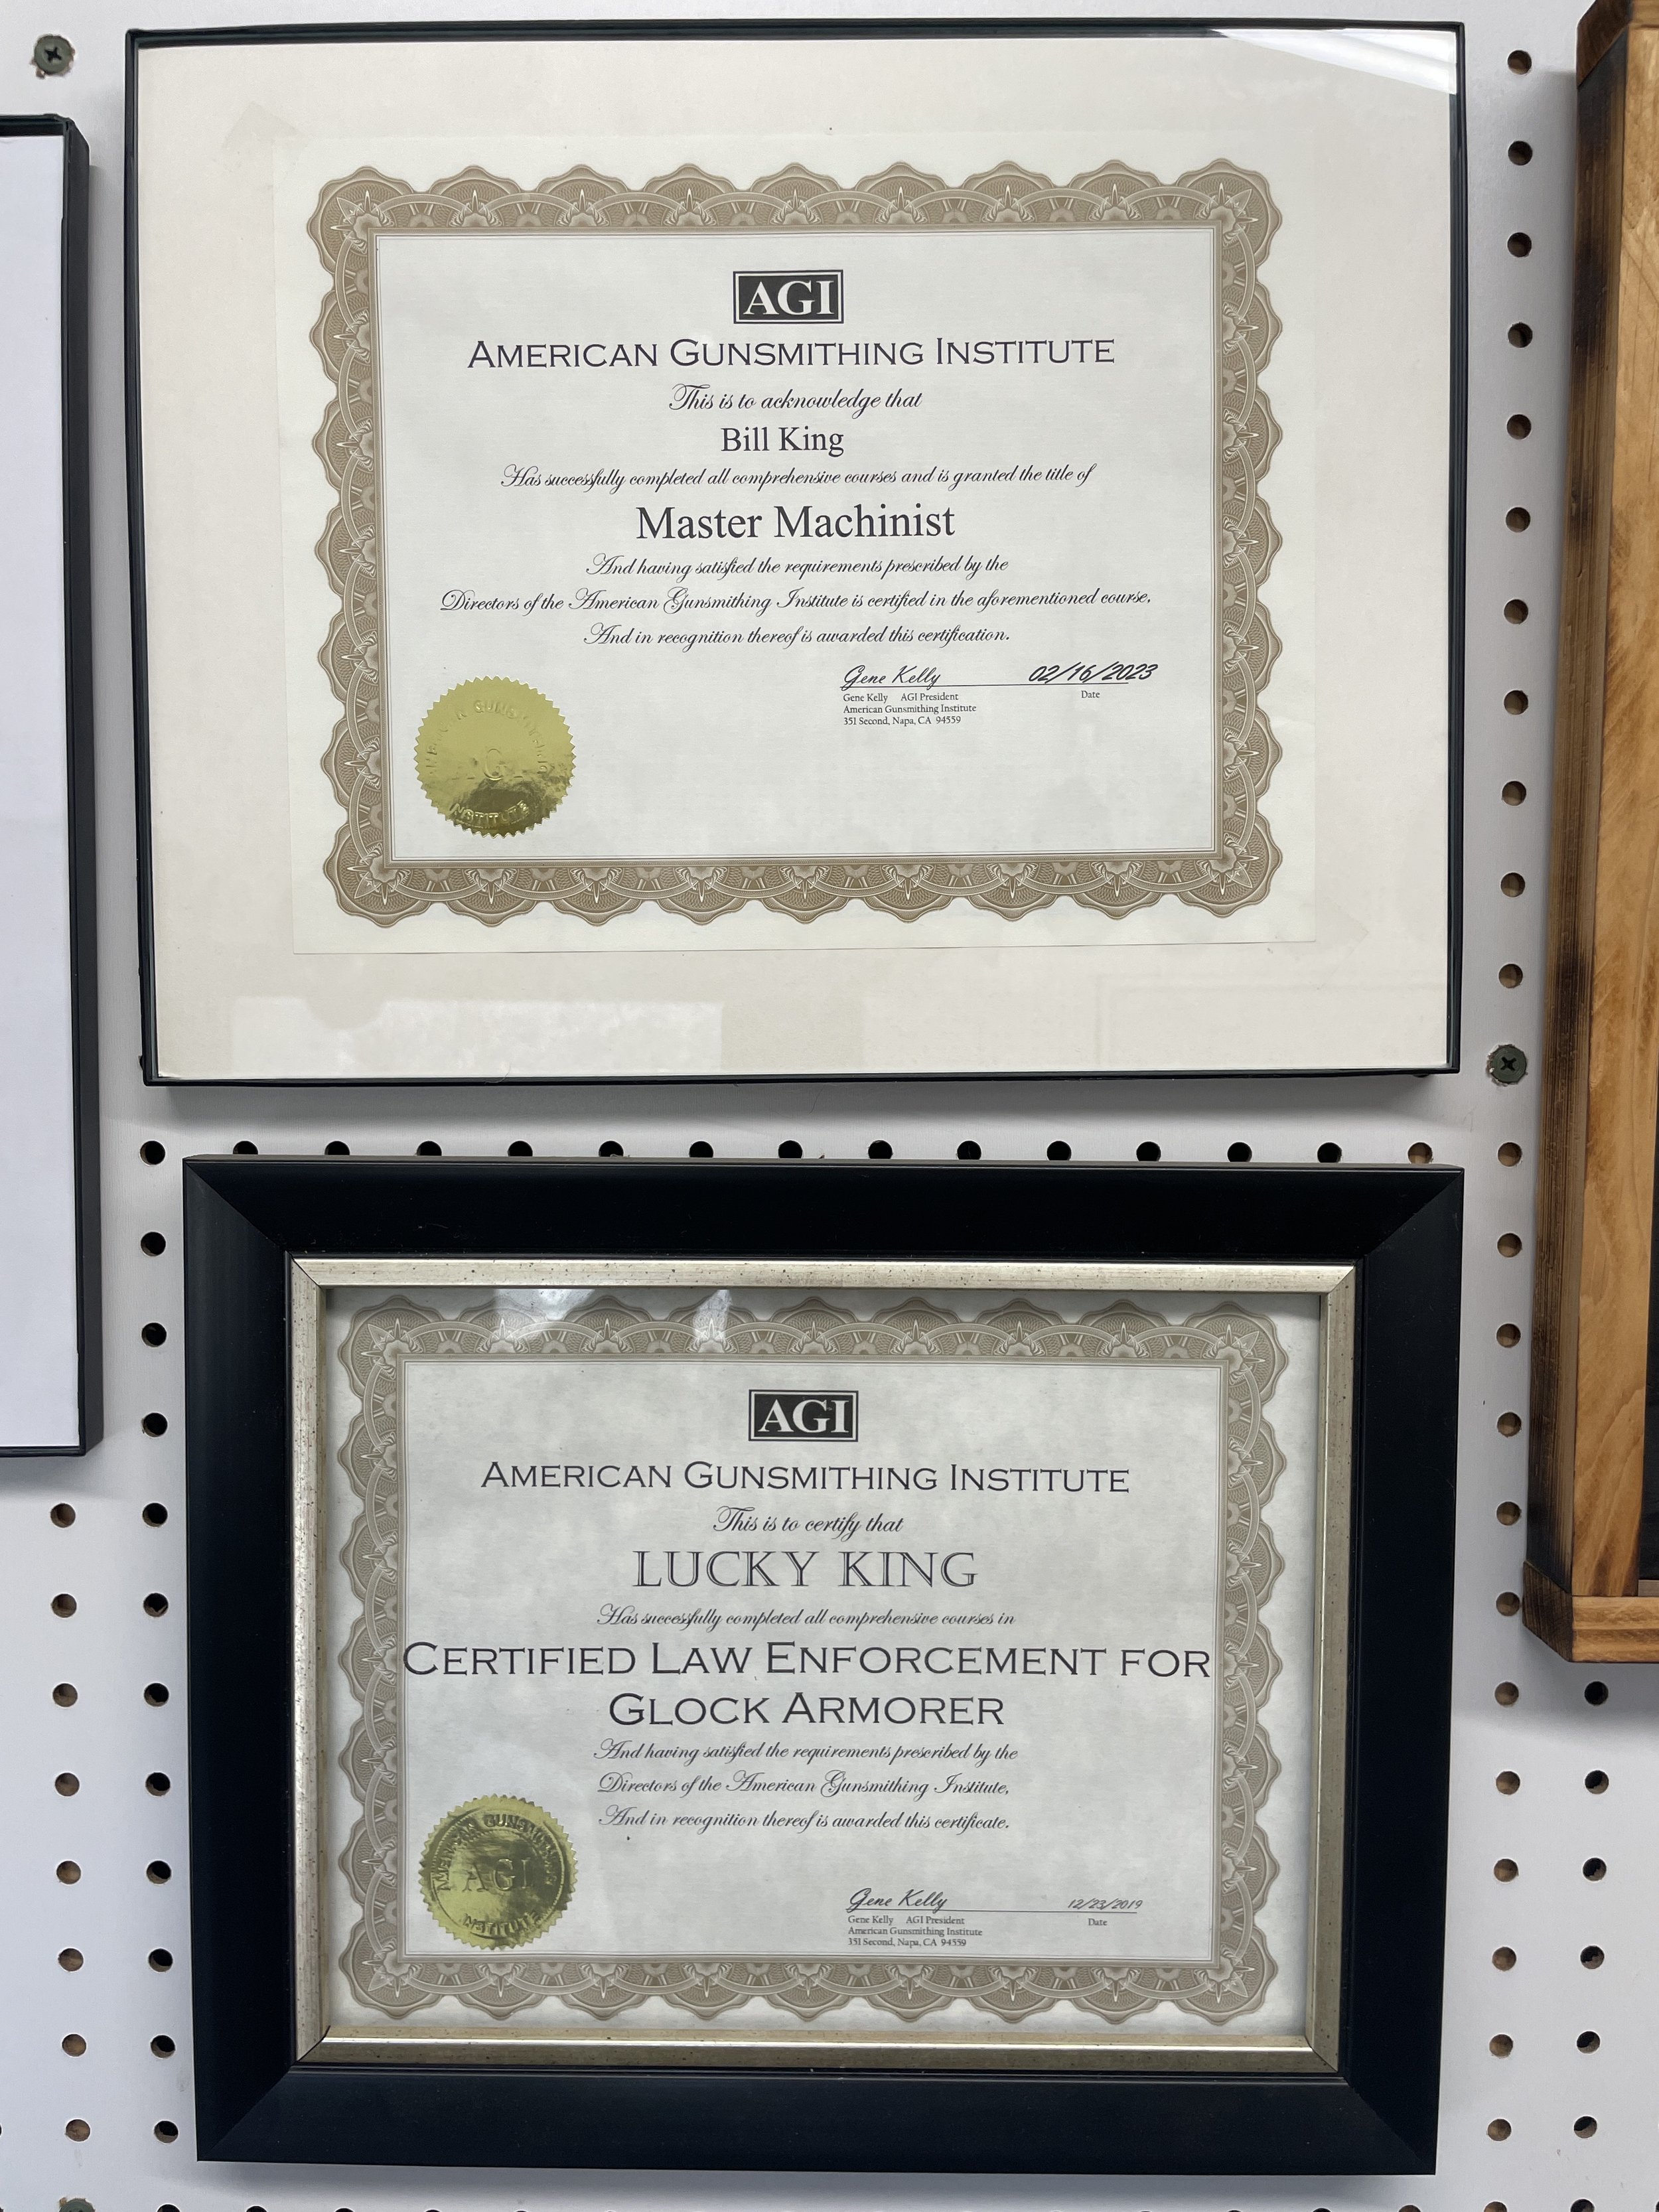 AGI
AMERICAN GUNSMITHING INSTITUTE
This is to acknowledge that
Bill King
Has successfully completed all comprehensive courses and is granted the title of
Master Machinist
And having satisfied the requirements prescribed by the
Directors of the American Gunsmithing Institute is certified in the aforementioned course,
And in recognition thereof is awarded this certification.
Gene Kelly 02/16/2023
Gene Kelly AGI President Date
American Gunsmithing Institute
351 Second, Napa, CA 94559
INSTITUTE
AGI
AMERICAN GUNSMITHING INSTITUTE
This is to certify that
LUCKY KING
Has successfully completed all comprehensive courses in
CERTIFIED LAW ENFORCEMENT FOR
GLOCK ARMORER
And having satisfied the requirements prescribed by the
Directors of the American Gunsmithing Institute,
And in recognition thereof is awarded this certificate.
AMERICAN GUNSMITHING
AGI
INSTITUTE
Gene Kelly 12/23/2019
Gene Kelly AGI President Date
American Gunsmithing Institute
351 Second, Napa, CA 94559